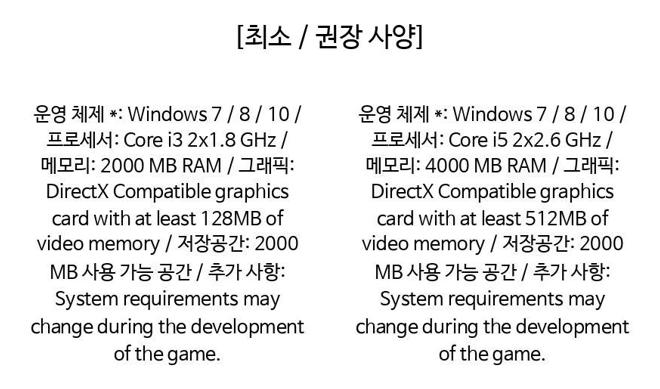 [최소 / 권장 사양]
운영 체제 *: Windows 7 / 8 / 10 /
프로세서: Core i3 2x1.8 GHz /
메모리: 2000 MB RAM / 그래픽:
DirectX Compatible graphics
card with at least 128MB of
video memory / 저장공간: 2000
MB 사용 가능 공간 / 추가 사항:
System requirements may
change during the development
of the game.
운영 체제 *: Windows 7 / 8 / 10 /
프로세서: Core i5 2x2.6 GHz /
메모리: 4000 MB RAM / 그래픽:
DirectX Compatible graphics
card with at least 512MB of
video memory / 저장공간: 2000
MB 사용 가능 공간 / 추가 사항:
System requirements may
change during the development
of the game.